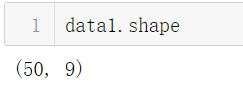 1 data1.shape
(50, 9)